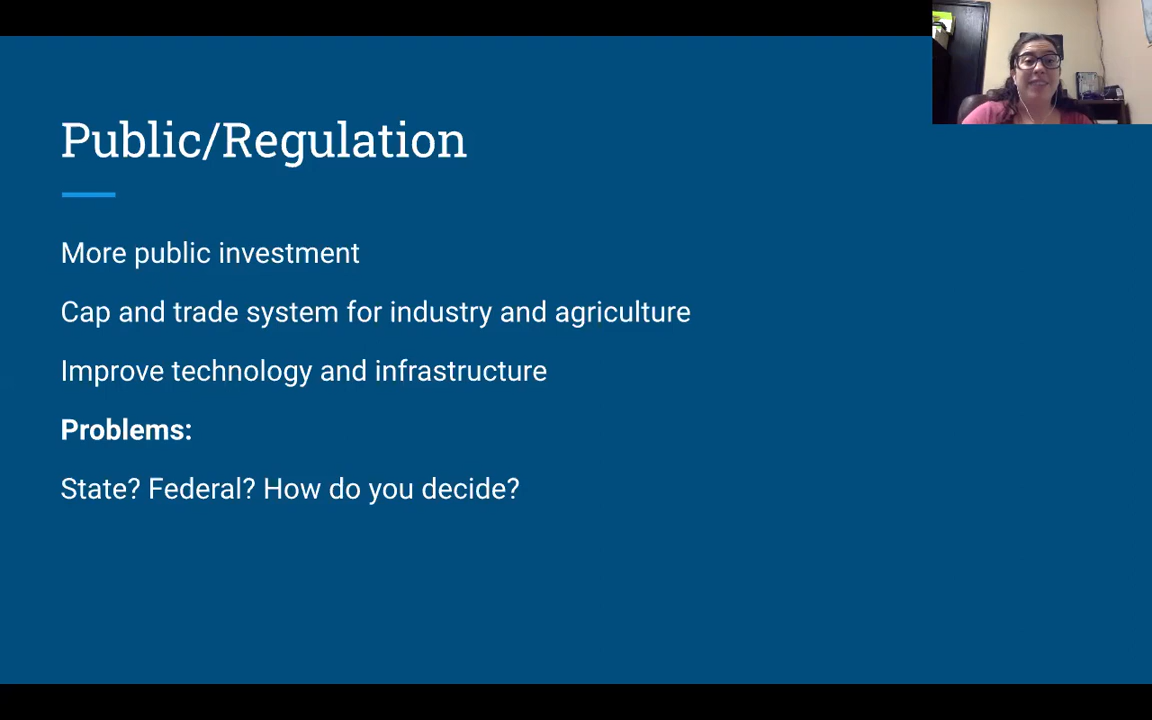 Public/Regulation
More public investment
Cap and trade system for industry and agriculture
Improve technology and infrastructure
Problems:
State? Federal? How do you decide?